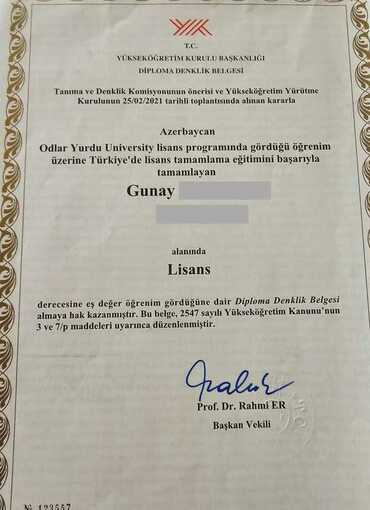 T.C.
YÜKSEKÖĞRETİM KURULU BAŞKANLIĞI
DİPLOMA DENKLİK BELGESİ
Tanıma ve Denklik Komisyonunun önerisi ve Yükseköğretim Yürütme
Kurulunun 25/02/2021 tarihli toplantısında alınan kararla
Azerbaycan
Odlar Yurdu University lisans programında gördüğü öğrenim
üzerine Türkiye'de lisans tamamlama eğitimini başarıyla
tamamlayan
Gunay
alanında
Lisans
derecesine eş değer öğrenim gördüğüne dair Diploma Denklik Belgesi
almaya hak kazanmıştır. Bu belge, 2547 sayılı Yükseköğretim Kanunu'nun
3 ve 7/p maddeleri uyarınca düzenlenmiştir.
Prof. Dr. Rahmi ER
Başkan Vekili
№ 123557